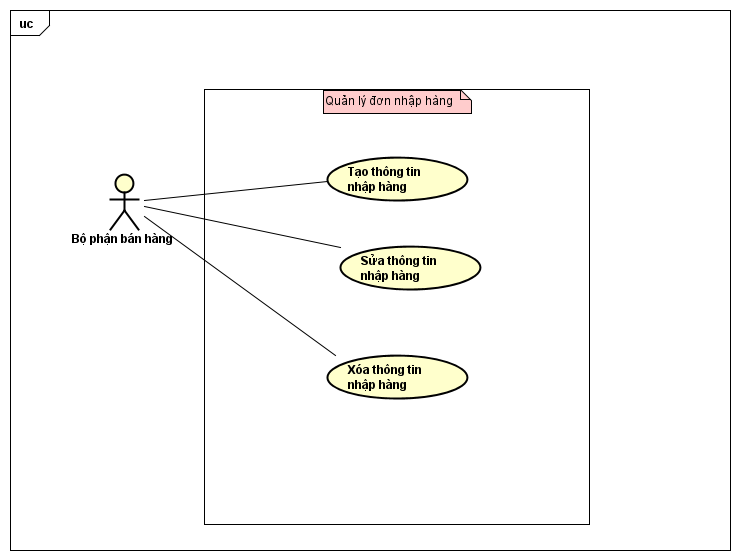 uc
Quản lý đơn nhập hàng
Tạo thông tin
nhập hàng
Bộ phận bán hàng
Sửa thông tin
nhập hàng
Xóa thông tin
nhập hàng